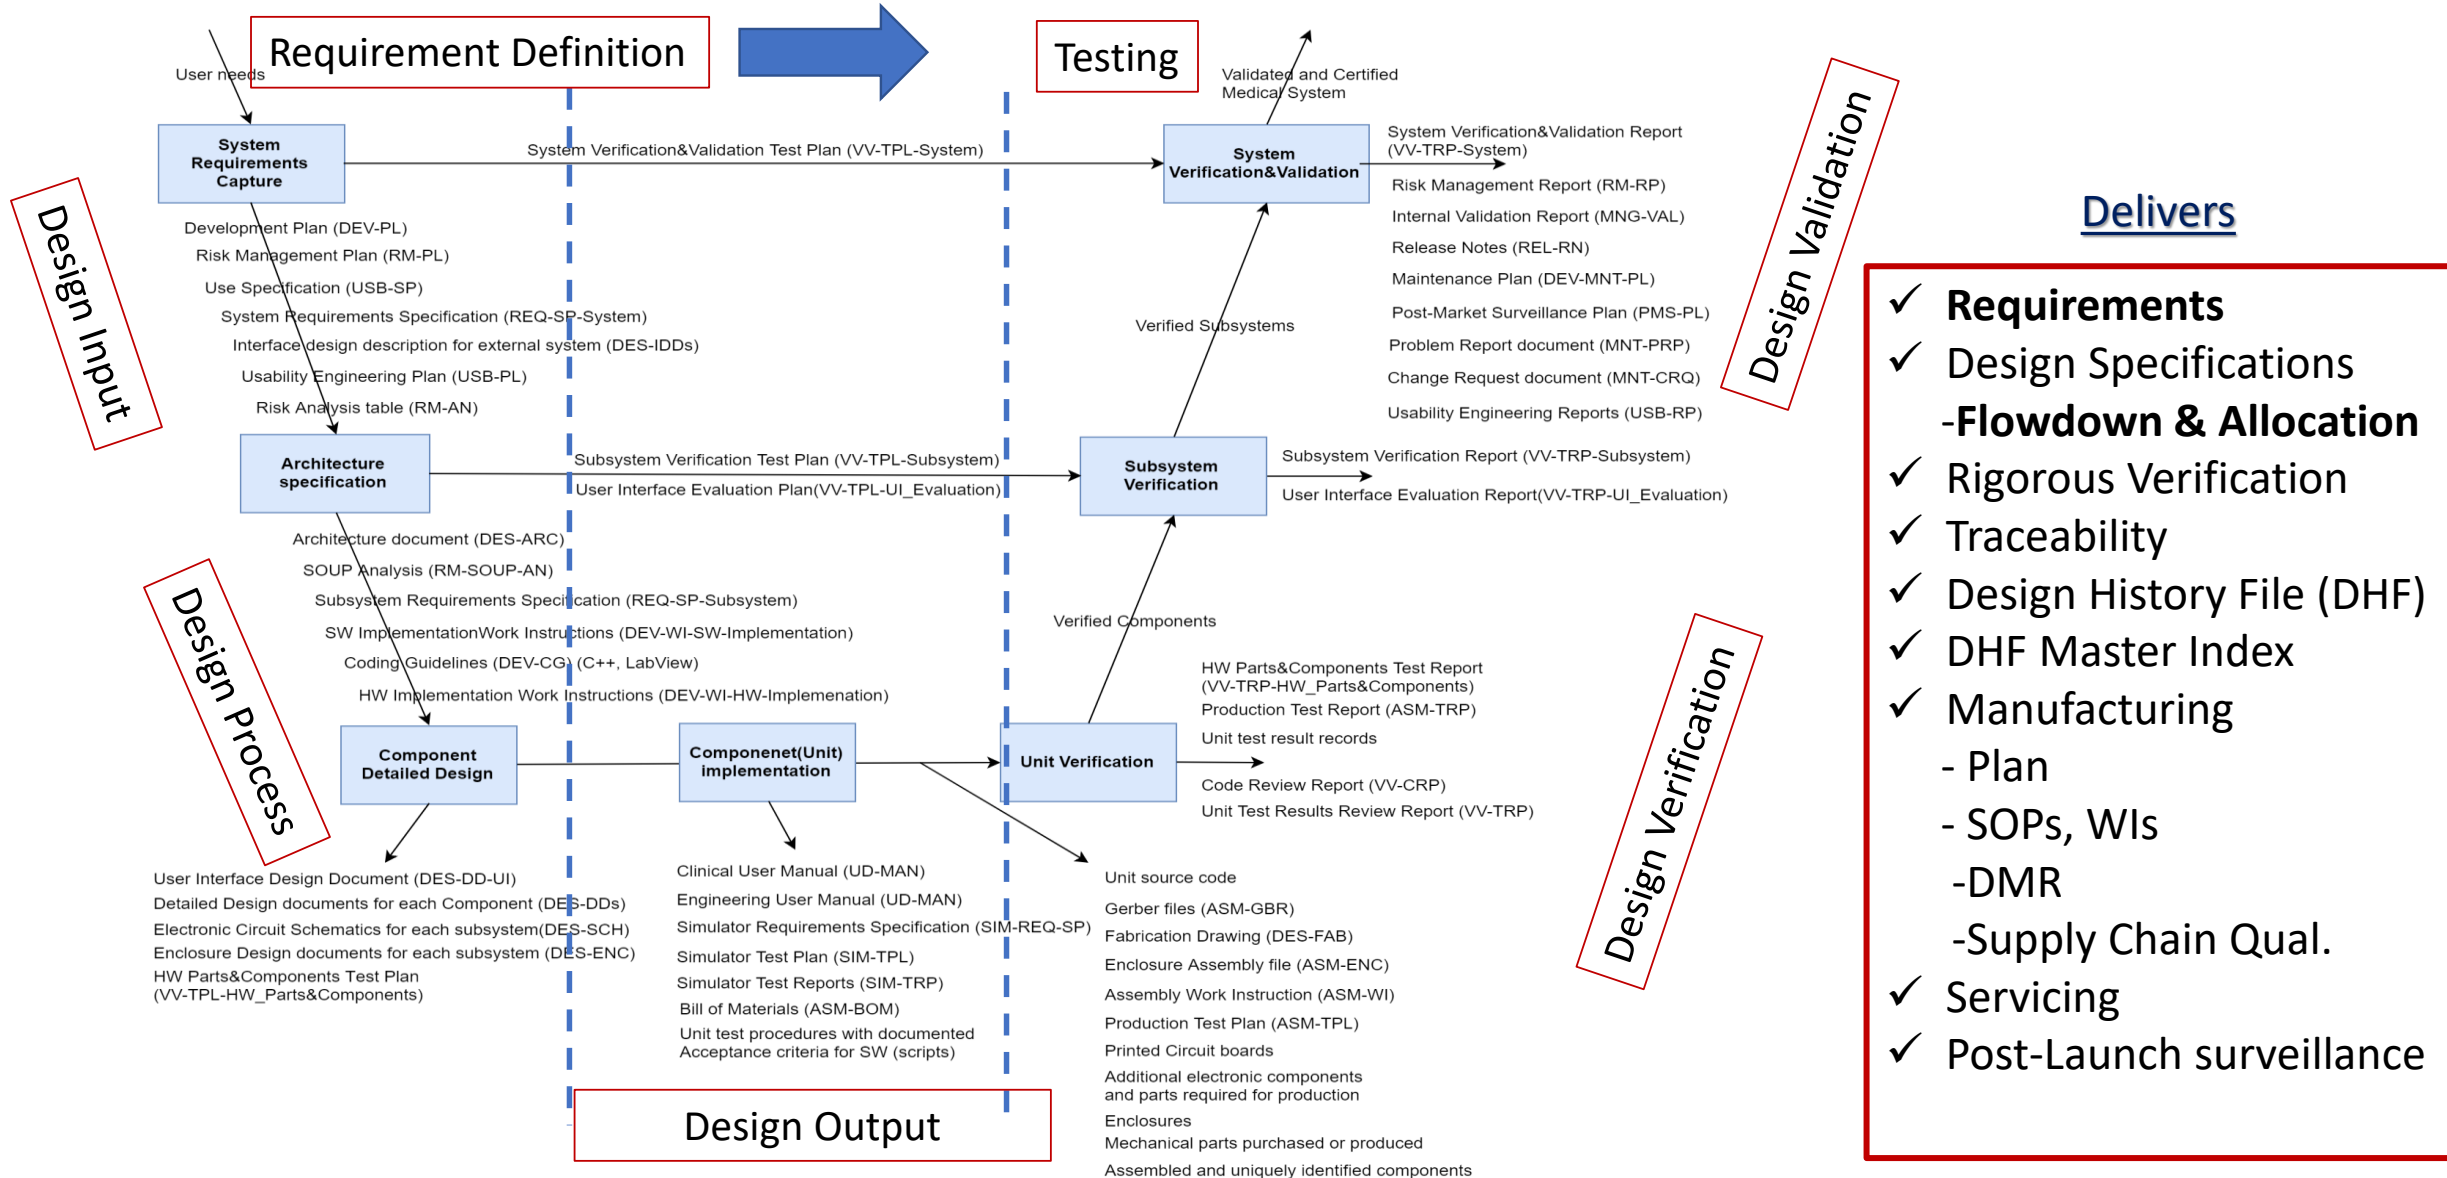 Requirement Definition
Testing
User needs
Validated and Certified
Medical System
System
Requirements
Capture
System Verification&Validation Test Plan (VV-TPL-System)
System
Verification&Validation
System Verification&Validation Report
(VV-TRP-System)
Risk Management Report (RM-RP)
Internal Validation Report (MNG-VAL)
Release Notes (REL-RN)
Maintenance Plan (DEV-MNT-PL)
Post-Market Surveillance Plan (PMS-PL)
Problem Report document (MNT-PRP)
Change Request document (MNT-CRQ)
Usability Engineering Reports (USB-RP)
Design Input
Development Plan (DEV-PL)
Risk Management Plan (RM-PL)
Use Specification (USB-SP)
System Requirements Specification (REQ-SP-System)
Interface design description for external system (DES-IDDs)
Usability Engineering Plan (USB-PL)
Risk Analysis table (RM-AN)
Verified Subsystems
Design Validation
Architecture
specification
Subsystem Verification Test Plan (VV-TPL-Subsystem)
User Interface Evaluation Plan(VV-TPL-UI_Evaluation)
Subsystem
Verification
Subsystem Verification Report (VV-TRP-Subsystem)
User Interface Evaluation Report(VV-TRP-UI_Evaluation)
Design Process
Architecture document (DES-ARC)
SOUP Analysis (RM-SOUP-AN)
Subsystem Requirements Specification (REQ-SP-Subsystem)
SW ImplementationWork Instructions (DEV-WI-SW-Implementation)
Coding Guidelines (DEV-CG) (C++, LabView)
HW Implementation Work Instructions (DEV-WI-HW-Implemenation)
Verified Components
HW Parts&Components Test Report
(VV-TRP-HW_Parts&Components)
Production Test Report (ASM-TRP)
Unit test result records
Code Review Report (VV-CRP)
Unit Test Results Review Report (VV-TRP)
Design Verification
Component
Detailed Design
Componenet(Unit)
implementation
Unit Verification
User Interface Design Document (DES-DD-UI)
Detailed Design documents for each Component (DES-DDs)
Electronic Circuit Schematics for each subsystem(DES-SCH)
Enclosure Design documents for each subsystem (DES-ENC)
HW Parts&Components Test Plan
(VV-TPL-HW_Parts&Components)
Clinical User Manual (UD-MAN)
Engineering User Manual (UD-MAN)
Simulator Requirements Specification (SIM-REQ-SP)
Simulator Test Plan (SIM-TPL)
Simulator Test Reports (SIM-TRP)
Bill of Materials (ASM-BOM)
Unit test procedures with documented
Acceptance criteria for SW (scripts)
Unit source code
Gerber files (ASM-GBR)
Fabrication Drawing (DES-FAB)
Enclosure Assembly file (ASM-ENC)
Assembly Work Instruction (ASM-WI)
Production Test Plan (ASM-TPL)
Printed Circuit boards
Additional electronic components
and parts required for production
Enclosures
Mechanical parts purchased or produced
Assembled and uniquely identified components
Design Output
Delivers
✓ Requirements
✓ Design Specifications
-Flowdown & Allocation
✓ Rigorous Verification
✓ Traceability
✓ Design History File (DHF)
✓ DHF Master Index
✓ Manufacturing
- Plan
- SOPs, WIs
-DMR
-Supply Chain Qual.
✓ Servicing
✓ Post-Launch surveillance